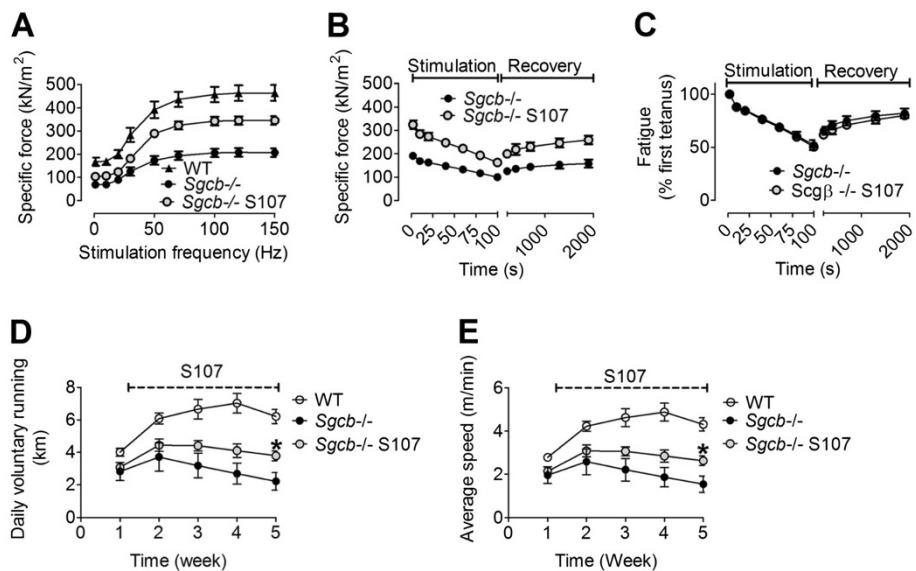 A
Specific force (kN/m²)
500
400
300
200
100
0
WT
Sgcb-/-
Sgcb-/- S107
0
50
100
150
Stimulation frequency (Hz)
B
Stimulation
Recovery
Specific force (kN/m²)
500
400
300
200
100
0
Sgcb-/-
Sgcb-/- S107
0
25
50
75
100
1000
2000
Time (s)
C
Stimulation
Recovery
Fatigue
(% first tetanus)
100
50
0
Sgcb-/-
Scgβ -/- S107
0
25
50
75
100
1000
2000
Time (s)
D
S107
Daily voluntary running
(km)
8
6
4
2
0
*
WT
Sgcb-/-
Sgcb-/- S107
0
1
2
3
4
5
Time (week)
E
S107
Average speed (m/min)
6
4
2
0
*
WT
Sgcb-/-
Sgcb-/- S107
0
1
2
3
4
5
Time (Week)